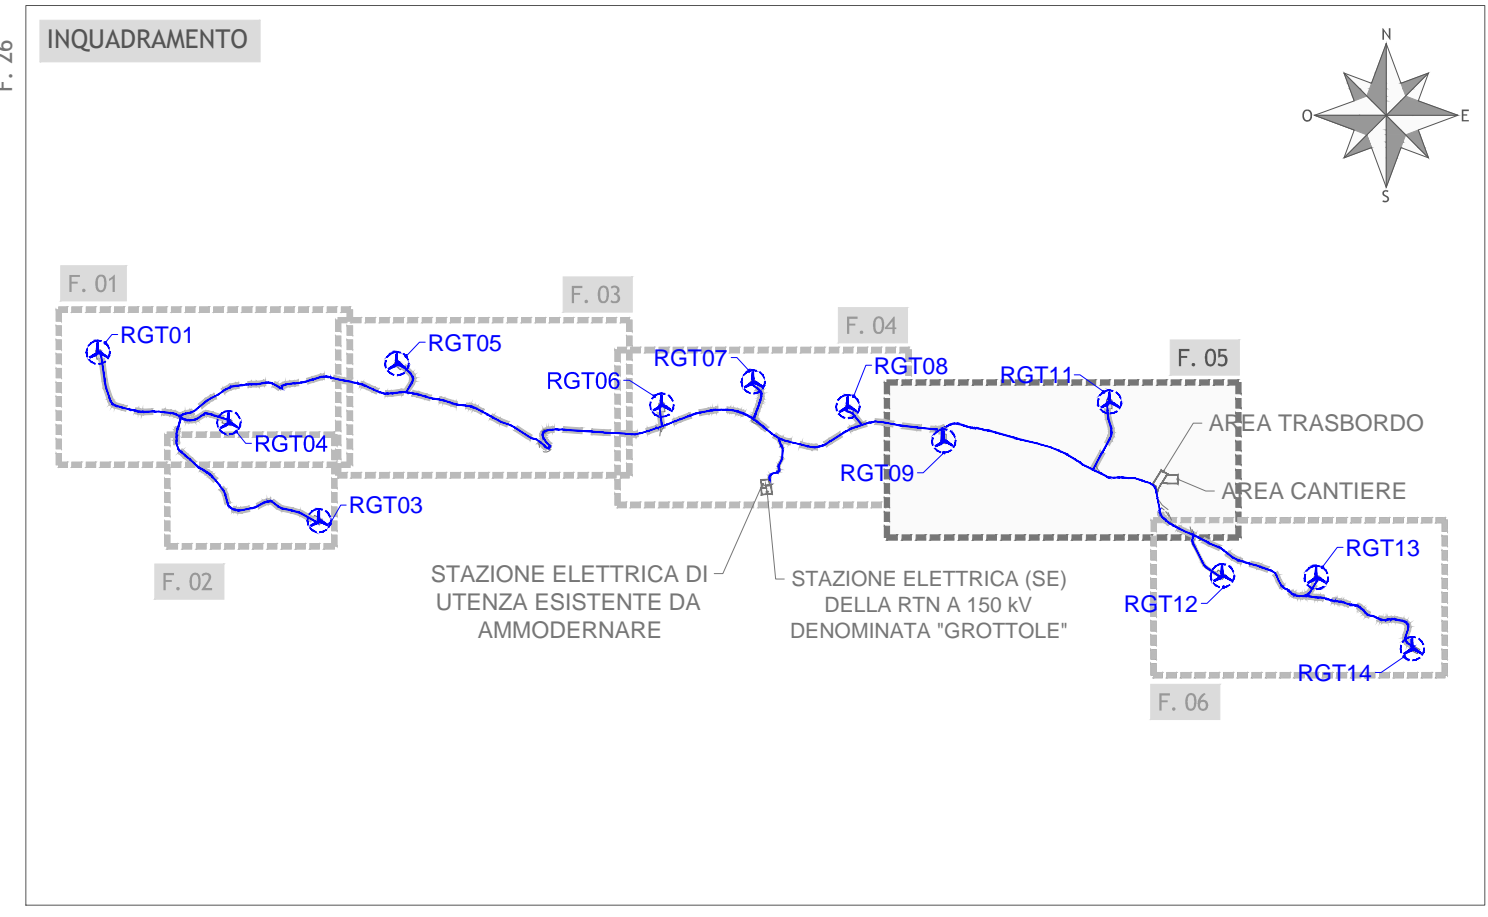 F. 26
INQUADRAMENTO
N
O
E
S
F. 01
F. 03
F. 04
F. 05
RGT01
RGT05
RGT07
RGT08
RGT06
RGT11
AREA TRASBORDO
RGT04
RGT09
AREA CANTIERE
RGT03
F. 02
STAZIONE ELETTRICA DI
UTENZA ESISTENTE DA
AMMODERNARE
STAZIONE ELETTRICA (SE)
DELLA RTN A 150 kV
DENOMINATA "GROTTOLE"
RGT13
RGT12
RGT14
F. 06